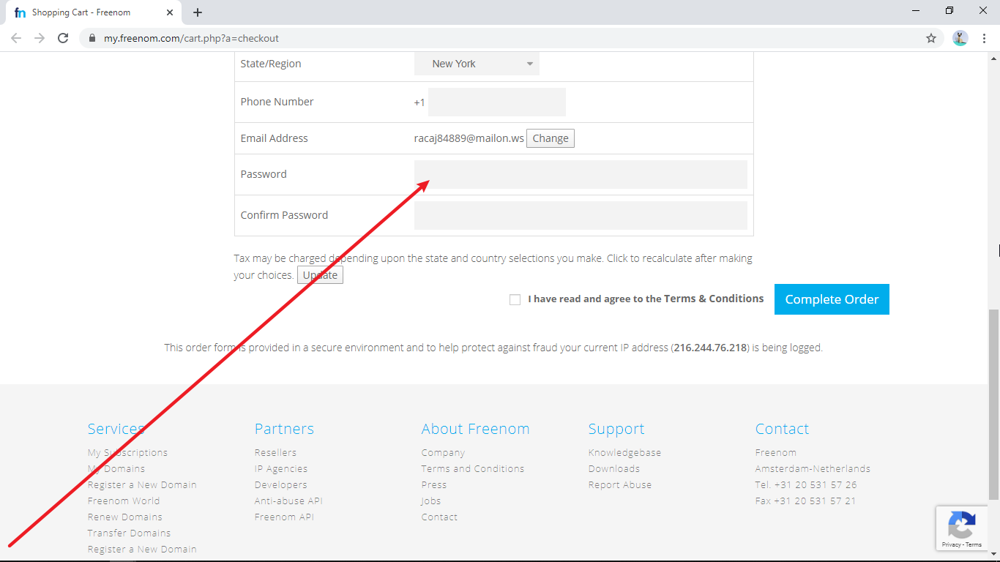 fn Shopping Cart - Freenom
my.freenom.com/cart.php?a=checkout
State/Region New York
Phone Number +1
Email Address racaj84889@mailon.ws Change
Password
Confirm Password
Tax may be charged depending upon the state and country selections you make. Click to recalculate after making
your choices. Update
I have read and agree to the Terms & Conditions Complete Order
This order form is provided in a secure environment and to help protect against fraud your current IP address (216.244.76.218) is being logged.
Services
My Subscriptions
My Domains
Register a New Domain
Freenom World
Renew Domains
Transfer Domains
Register a New Domain
Partners
Resellers
IP Agencies
Developers
Anti-abuse API
Freenom API
About Freenom
Company
Terms and Conditions
Press
Jobs
Contact
Support
Knowledgebase
Downloads
Report Abuse
Contact
Freenom
Amsterdam-Netherlands
Tel. +31 20 531 57 26
Fax +31 20 531 57 21
Privacy - Terms